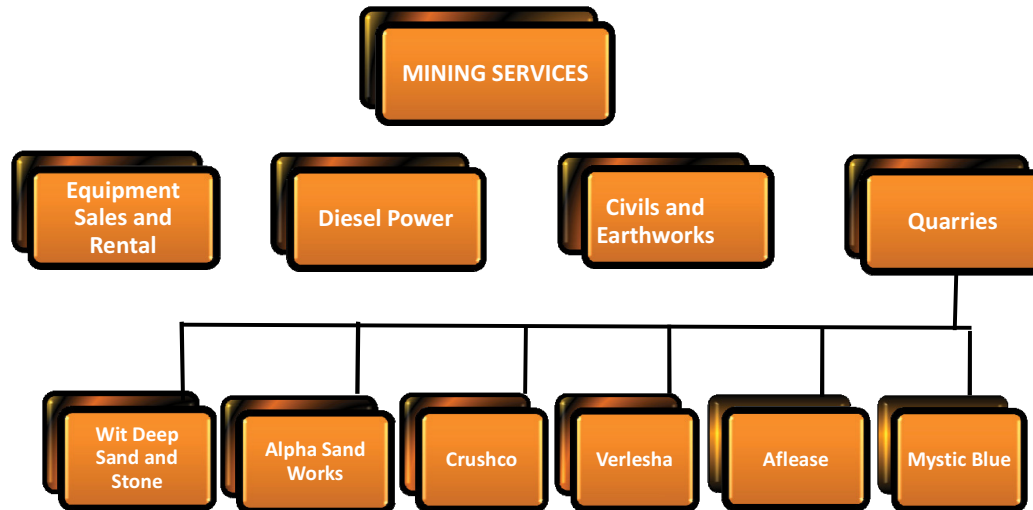 MINING SERVICES
Equipment
Sales and
Rental
Diesel Power
Civils and
Earthworks
Quarries
Wit Deep
Sand and
Stone
Alpha Sand
Works
Crushco
Verlesha
Aflease
Mystic Blue